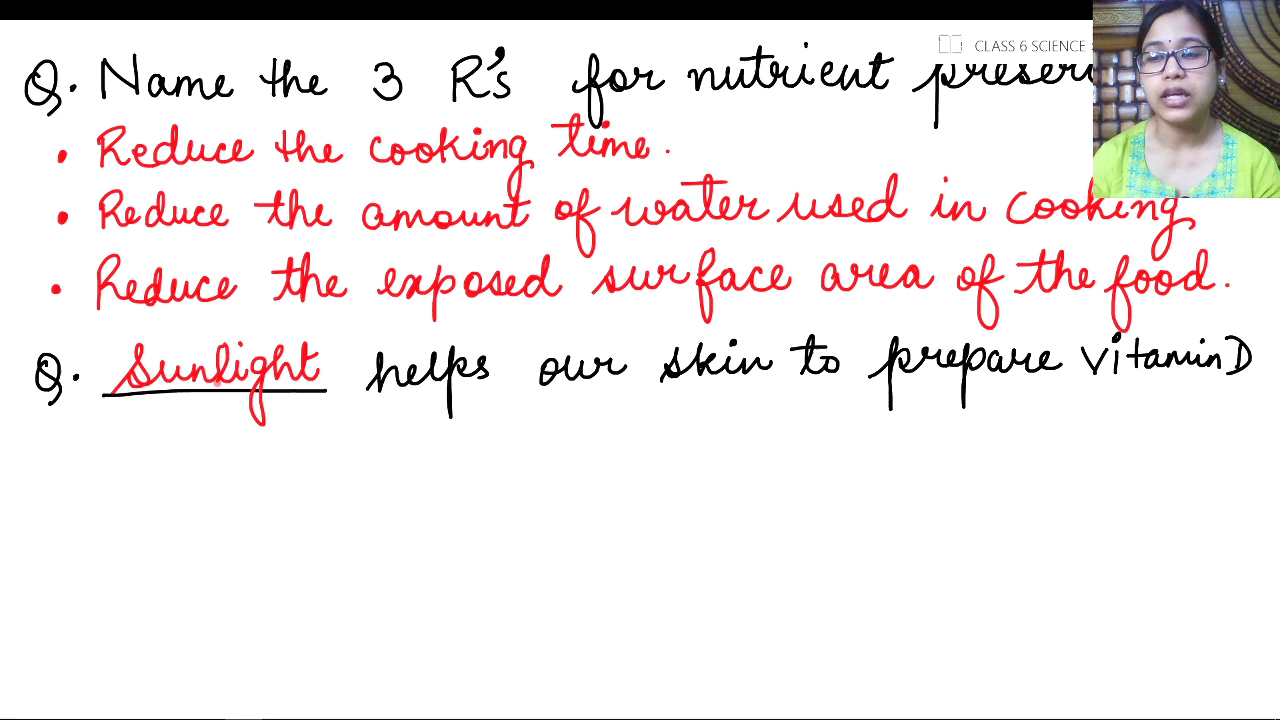 CLASS 6 SCIENCE
Q. Name the 3 R's for nutrient
• Reduce the cooking time.
• Reduce the amount of water used in cooking
• Reduce the exposed surface area of the food.
Q. Sunlight helps our skin to prepare vitamin D